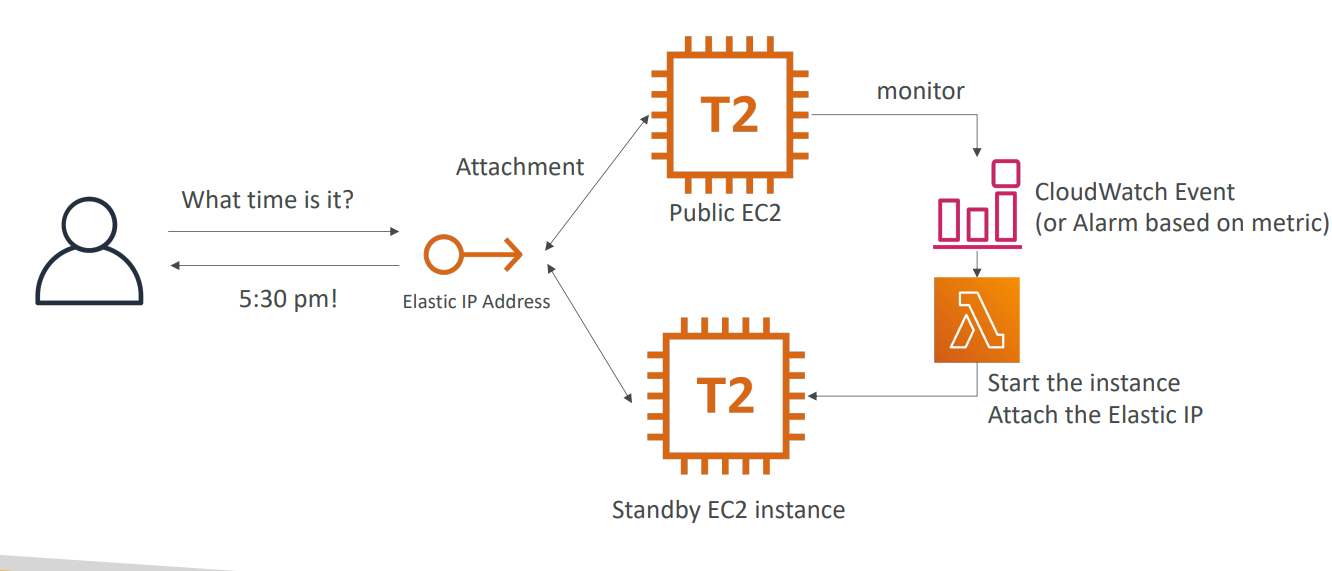 T2
monitor
Attachment
What time is it?
Public EC2
CloudWatch Event
(or Alarm based on metric)
5:30 pm!
Elastic IP Address
T2
Start the instance
Attach the Elastic IP
Standby EC2 instance